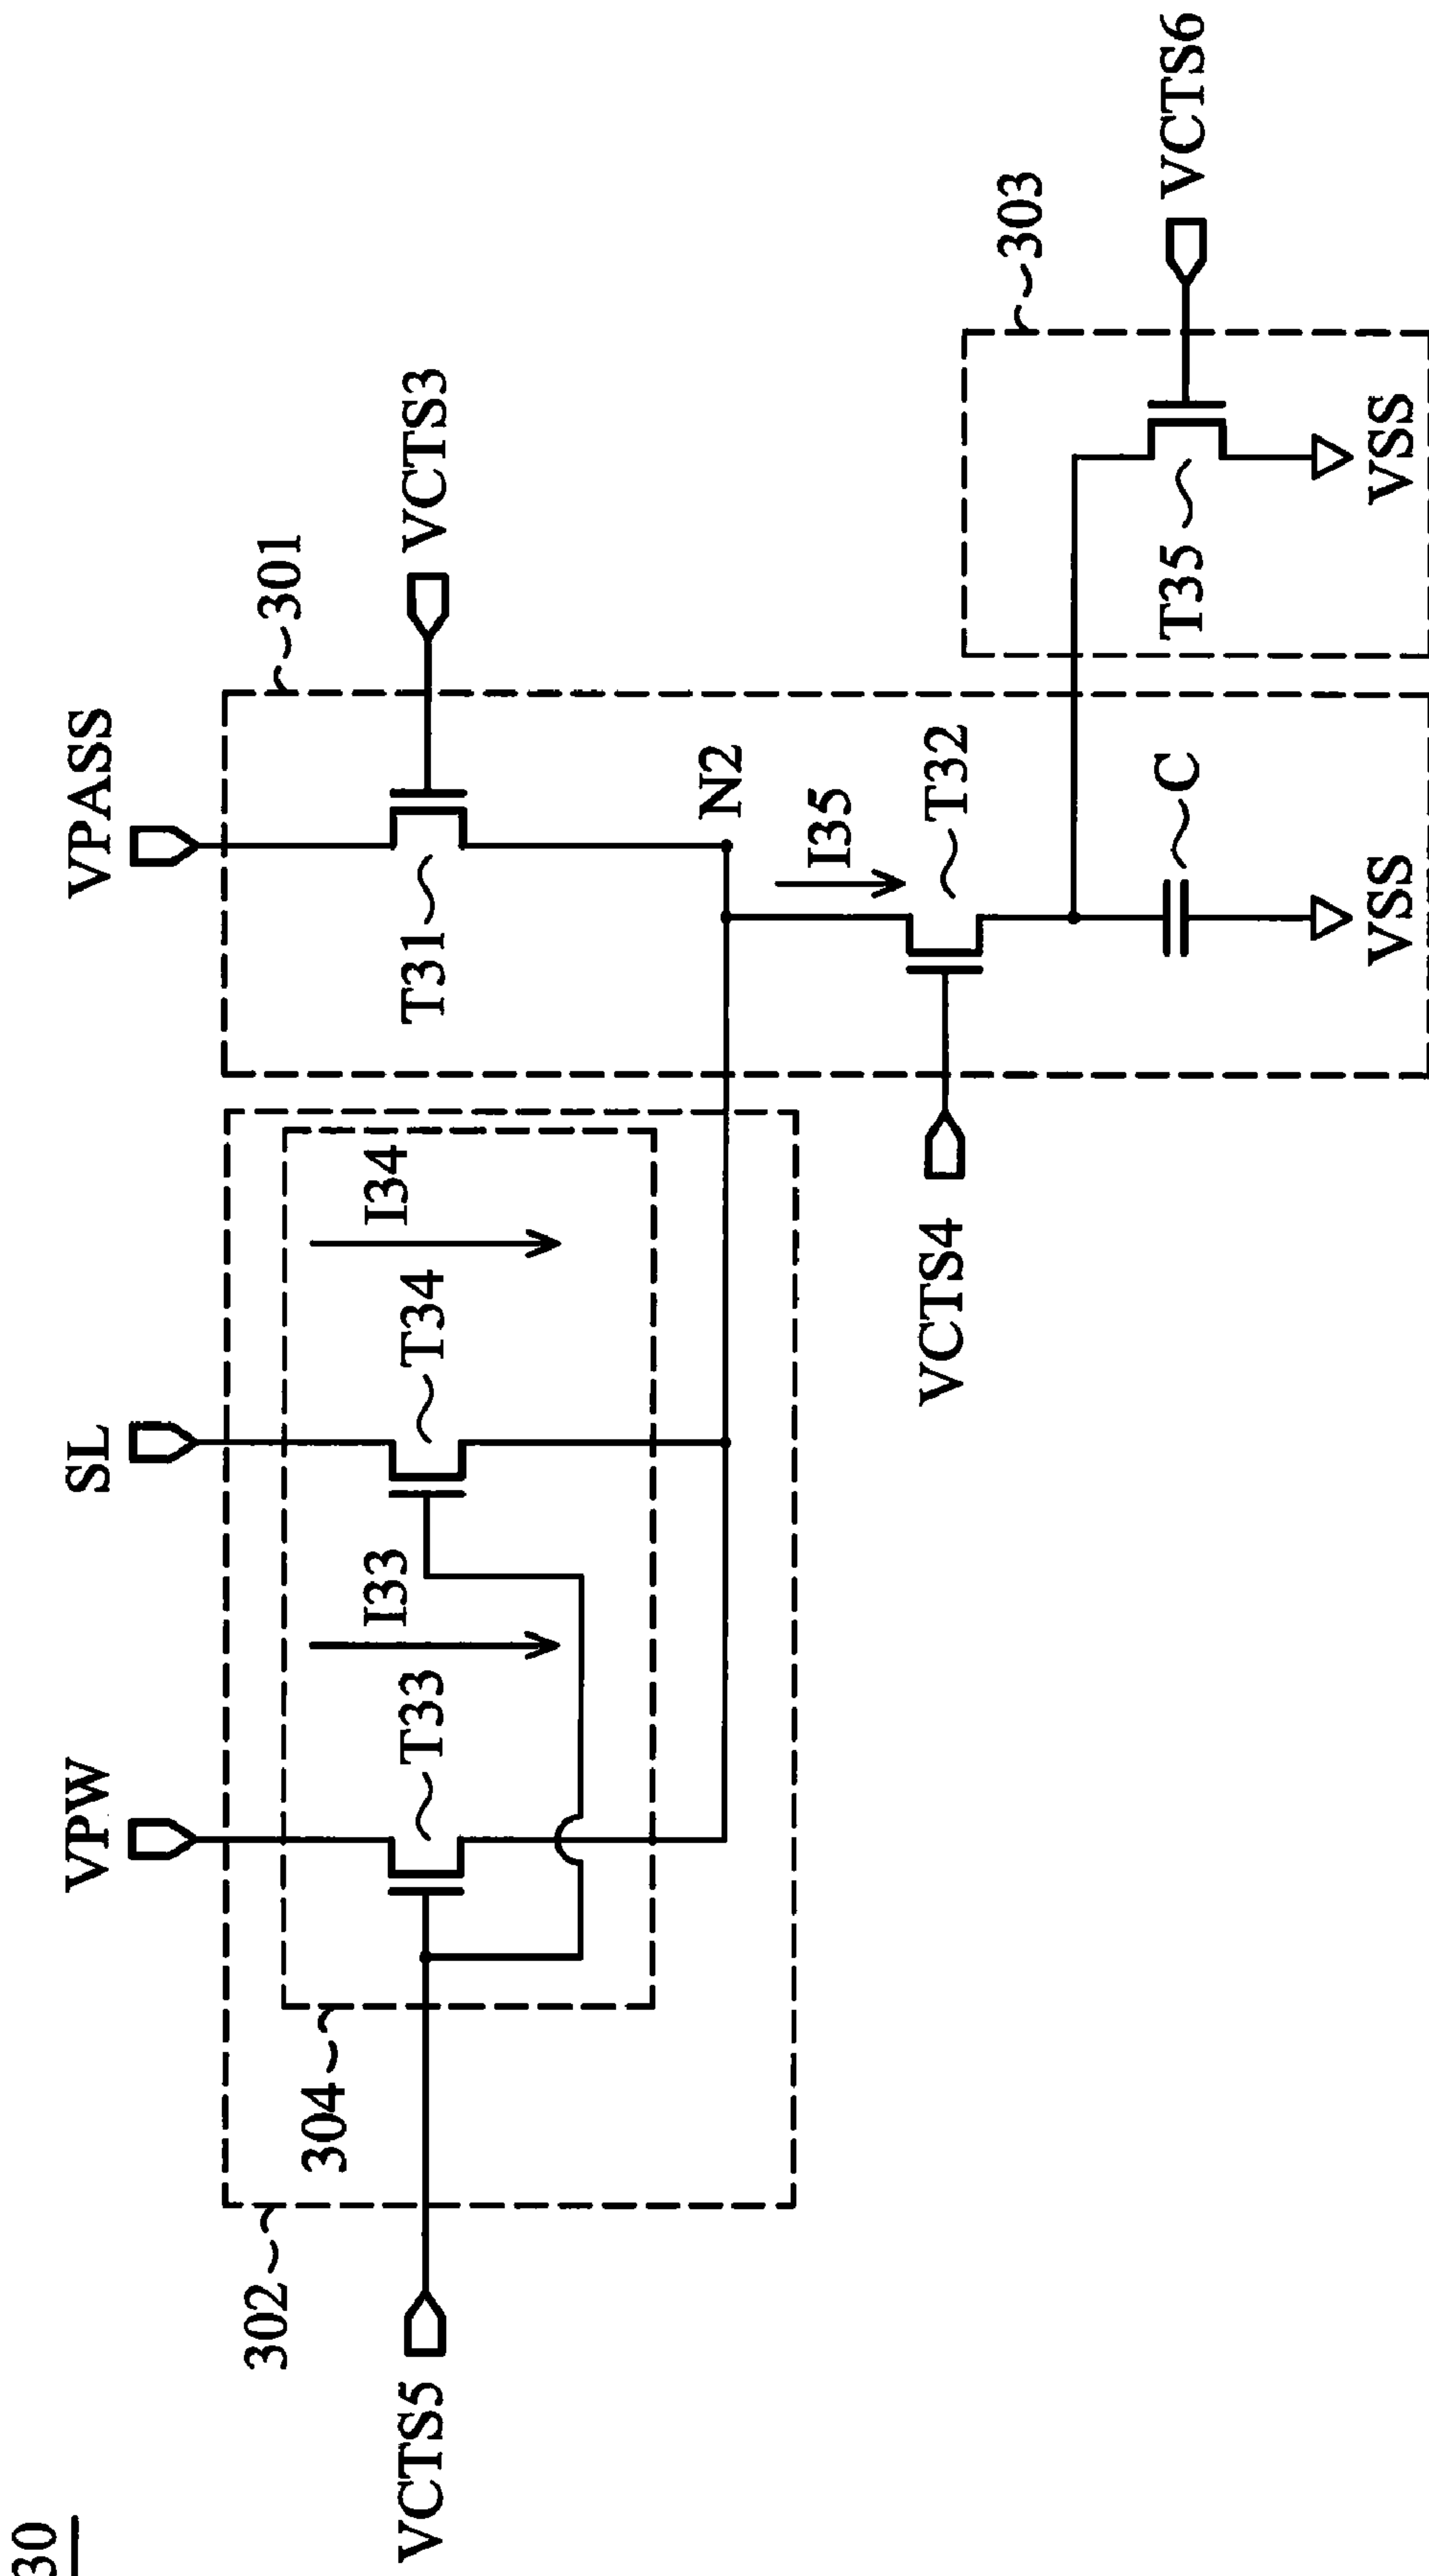 30
VPW
SL
VPASS
302
304
301
VCTS5
T33
I33
T34
I34
T31
VCTS3
N2
I35
VCTS4
T32
303
C
T35
VCTS6
VSS
VSS